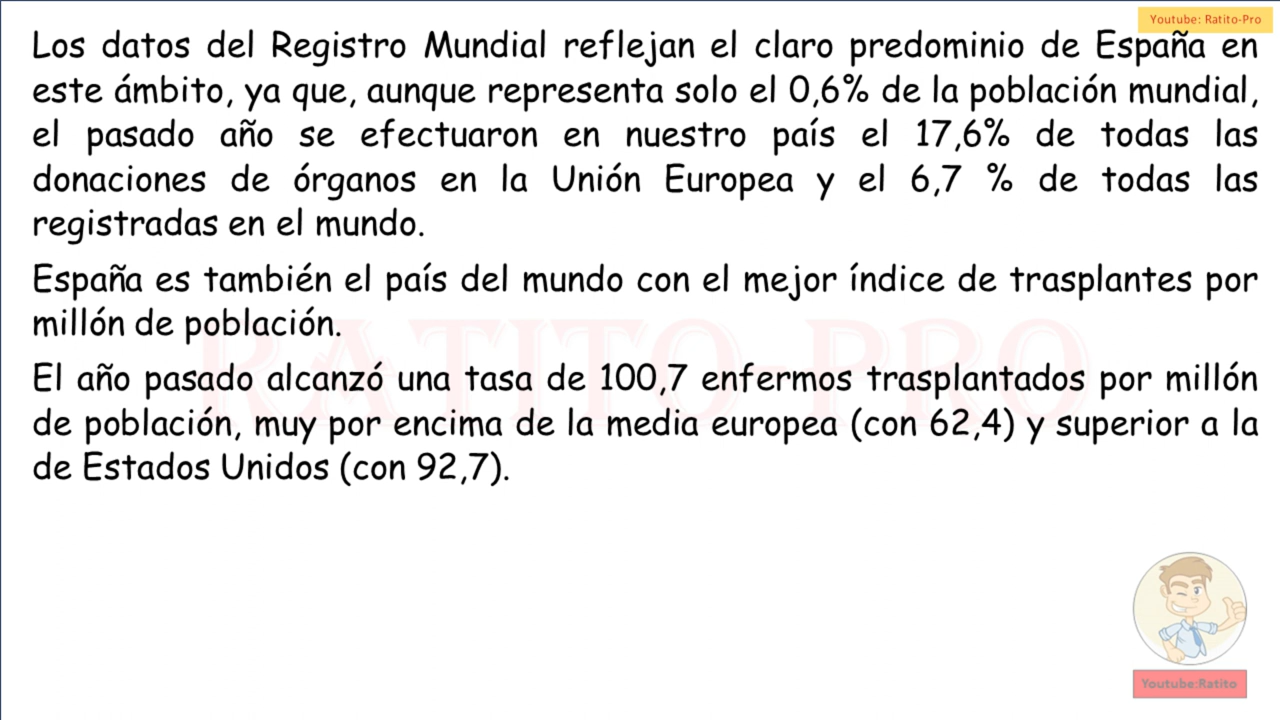 Youtube: Ratito-Pro
Los datos del Registro Mundial reflejan el claro predominio de España en
este ámbito, ya que, aunque representa solo el 0,6% de la población mundial,
el pasado año se efectuaron en nuestro país el 17,6% de todas las
donaciones de órganos en la Unión Europea y el 6,7 % de todas las
registradas en el mundo.
España es también el país del mundo con el mejor índice de trasplantes por
millón de población.
RATITO-PRO
El año pasado alcanzó una tasa de 100,7 enfermos trasplantados por millón
de población, muy por encima de la media europea (con 62,4) y superior a la
de Estados Unidos (con 92,7).
Youtube:Ratito